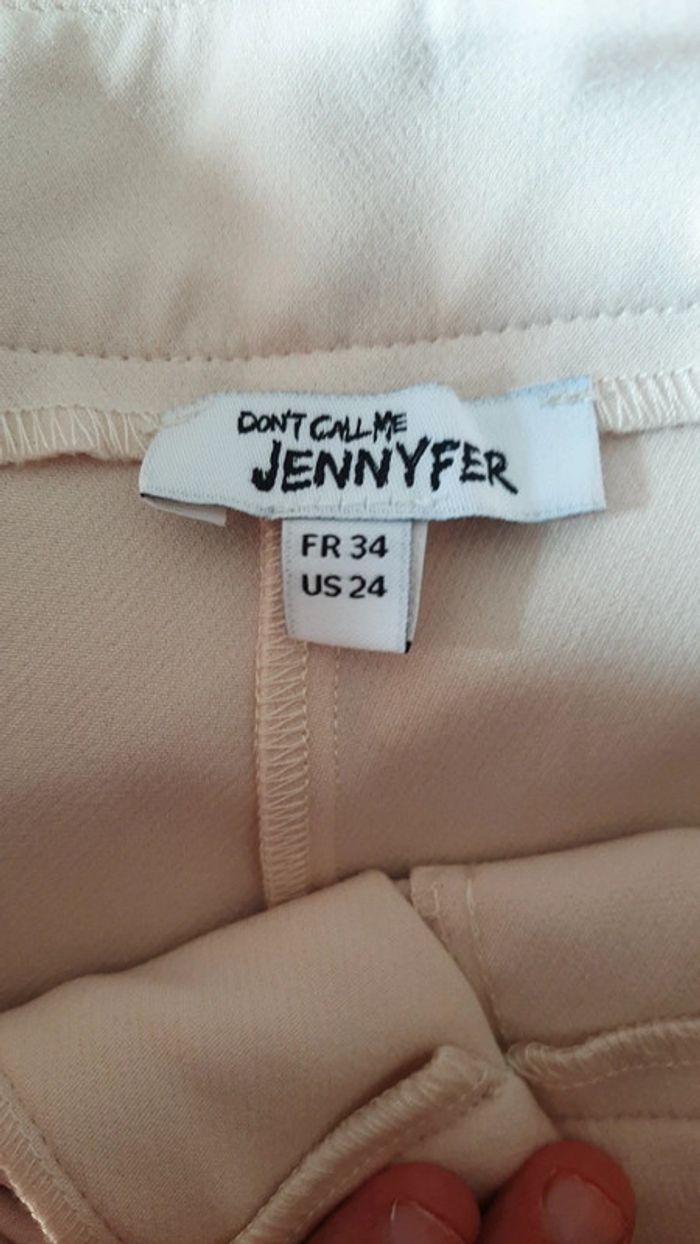 DON'T CALL ME
JENNYFER
FR 34
US 24